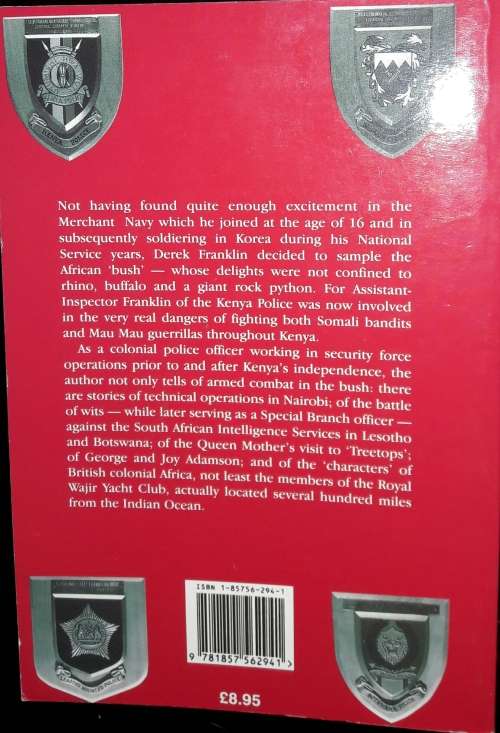 Not having found quite enough excitement in the
Merchant Navy which he joined at the age of 16 and in
subsequently soldiering in Korea during his National
Service years, Derek Franklin decided to sample the
African ‘bush’ — whose delights were not confined to
rhino, buffalo and a giant rock python. For Assistant-
Inspector Franklin of the Kenya Police was now involved
in the very real dangers of fighting both Somali bandits
and Mau Mau guerrillas throughout Kenya.
As a colonial police officer working in security force
operations prior to and after Kenya's independence, the
author not only tells of armed combat in the bush: there
are stories of technical operations in Nairobi; of the battle
of wits — while later serving as a Special Branch officer —
against the South African Intelligence Services in Lesotho
and Botswana; of the Queen Mother's visit to ‘Treetops’;
of George and Joy Adamson; and of the ‘characters’ of
British colonial Africa, not least the members of the Royal
Wajir Yacht Club, actually located several hundred miles
from the Indian Ocean.
ISBN 1-85756-294-1
9 781857 562941 >
£8.95